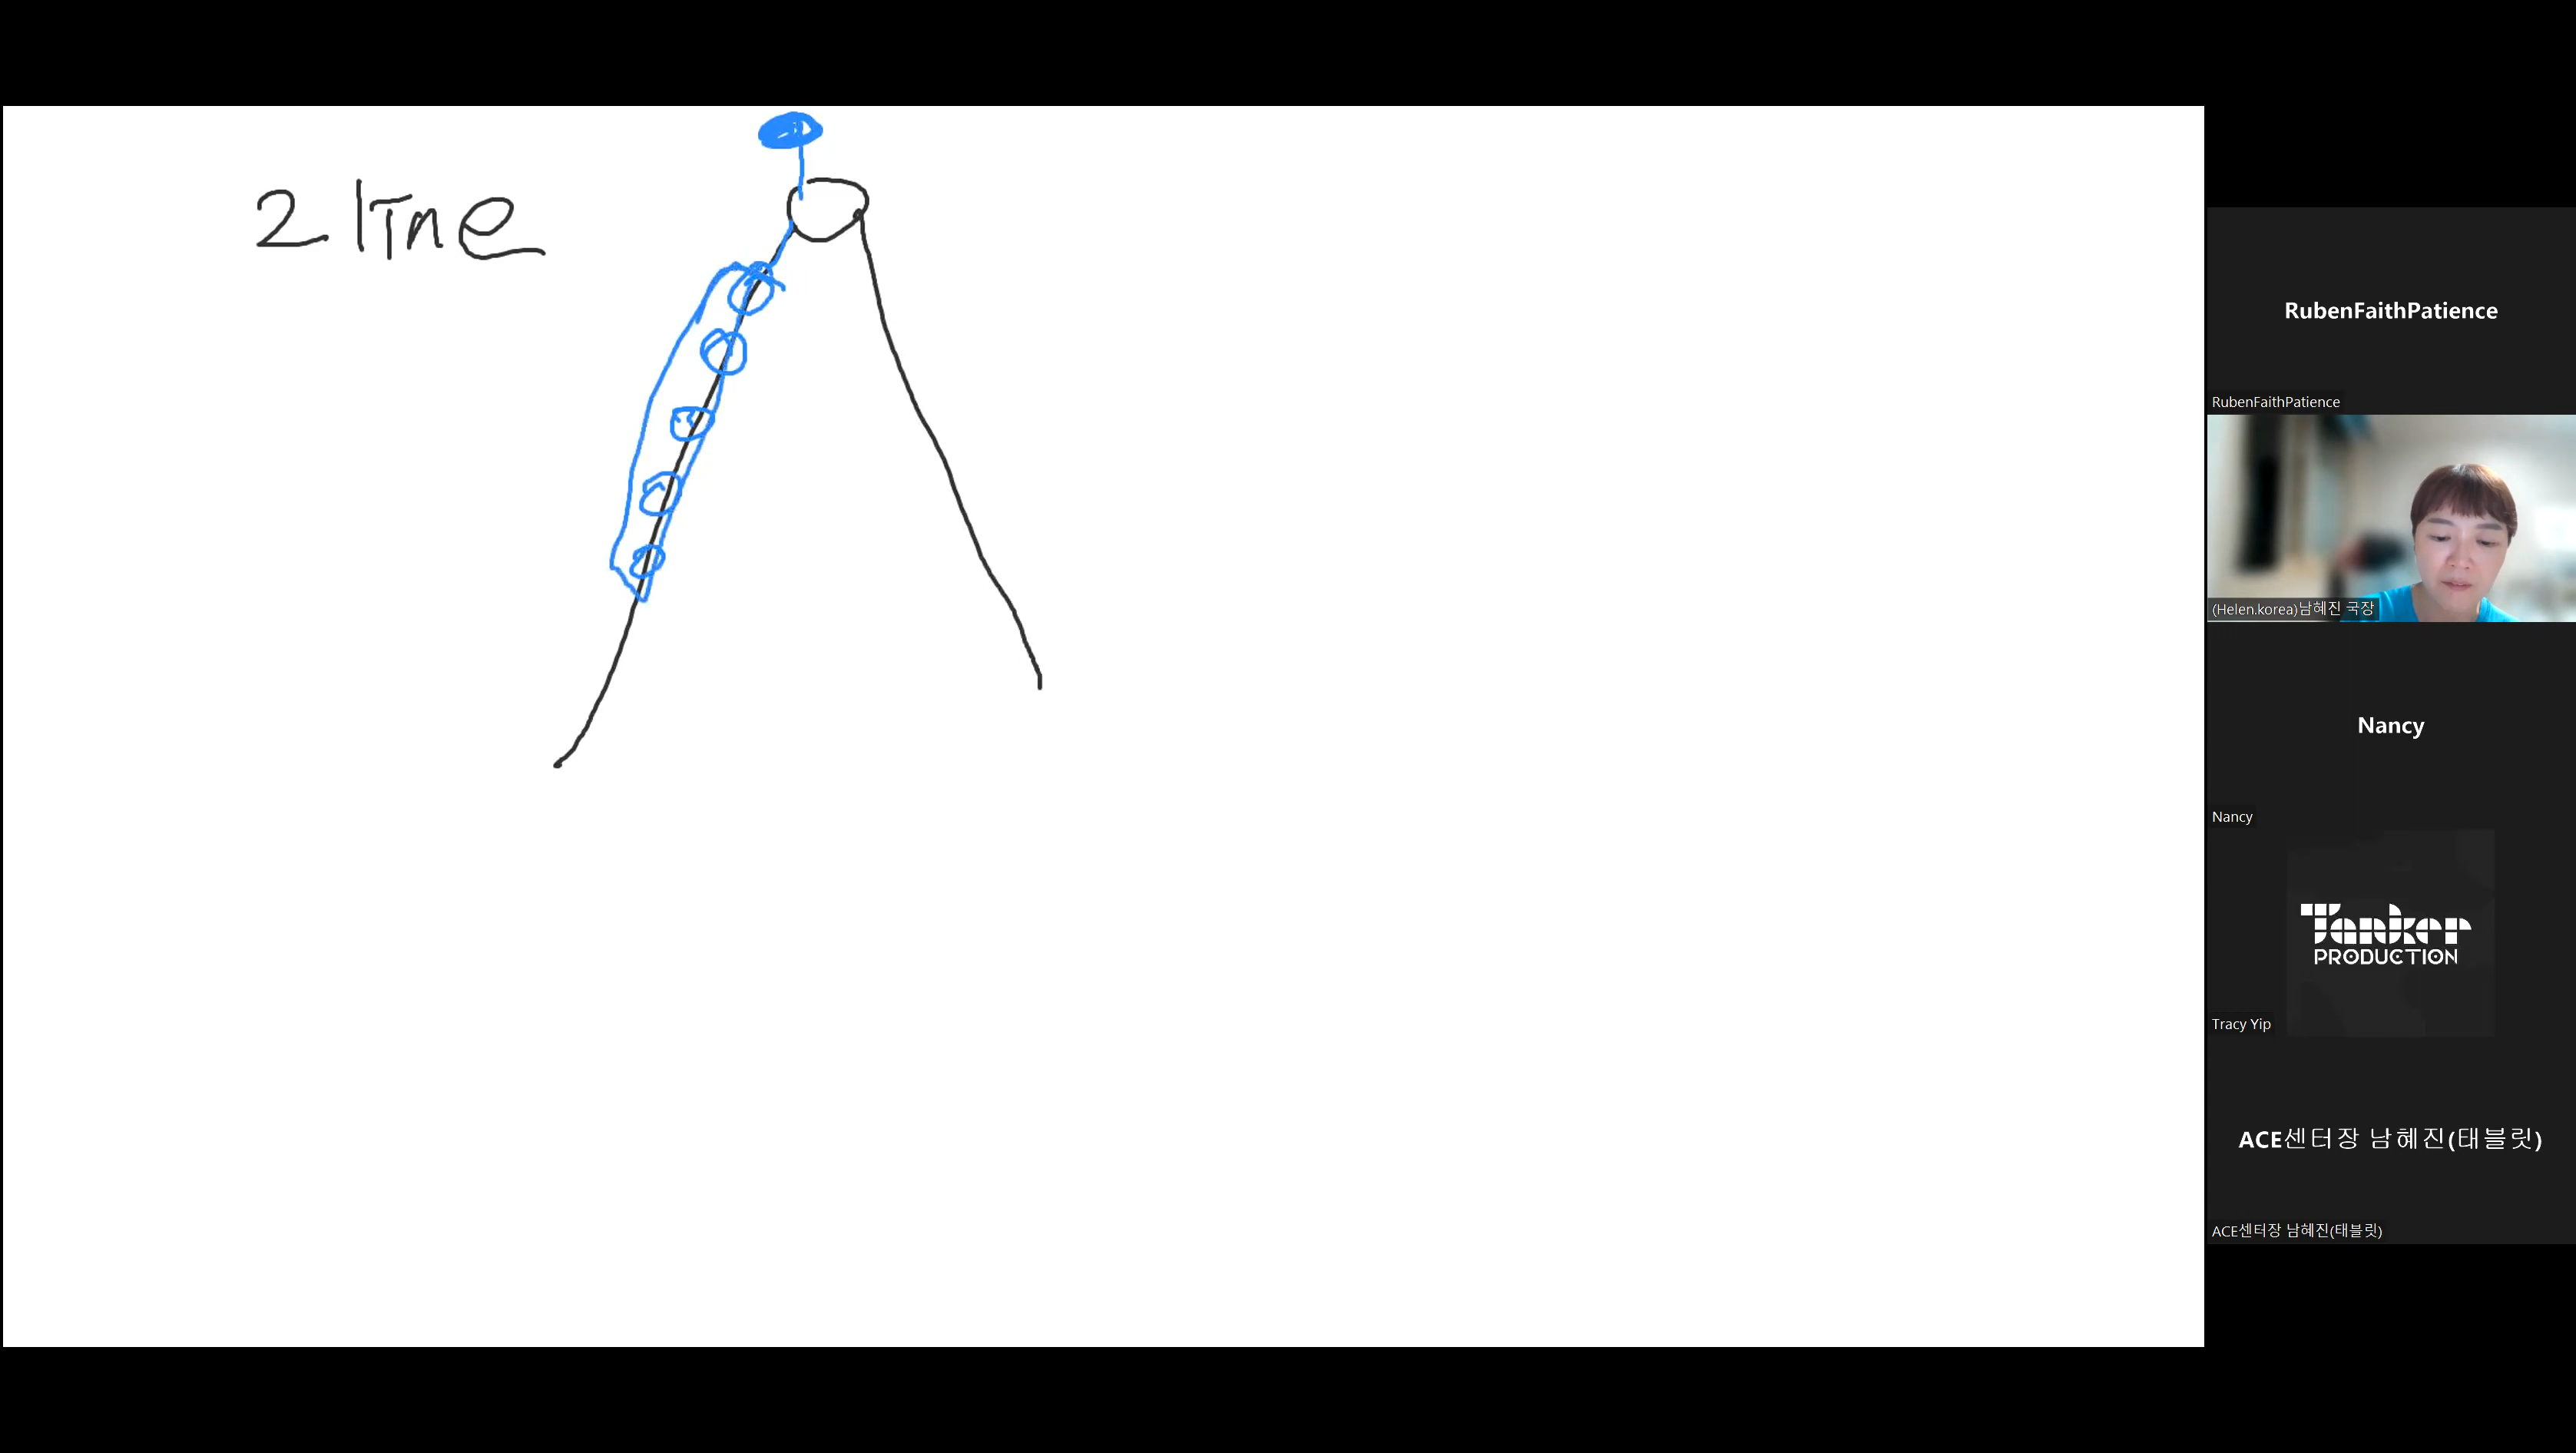 2 line
RubenFaithPatience
RubenFaithPatience
(Helen.korea)남혜진 국장
Nancy
Nancy
Tanker
PRODUCTION
Tracy Yip
ACE센터장 남혜진(태블릿)
ACE센터장 남혜진(태블릿)